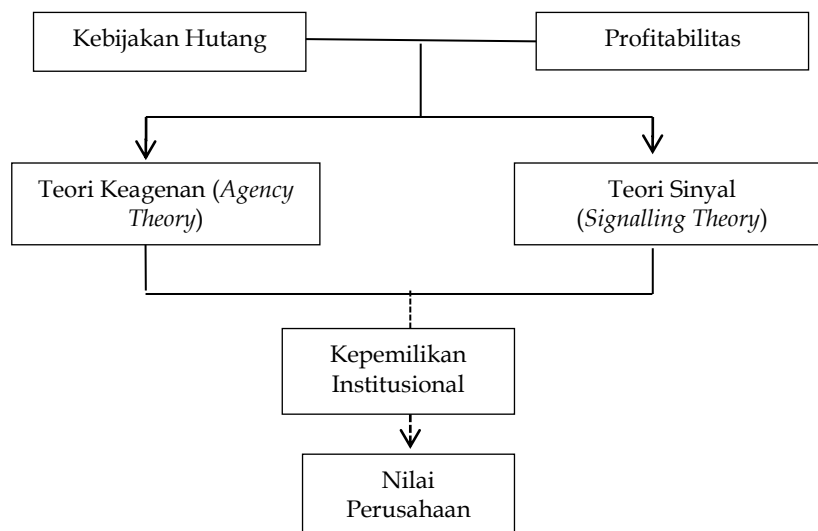 Kebijakan Hutang
Profitabilitas
Teori Keagenan (Agency
Theory)
Teori Sinyal
(Signalling Theory)
Kepemilikan
Institusional
Nilai
Perusahaan